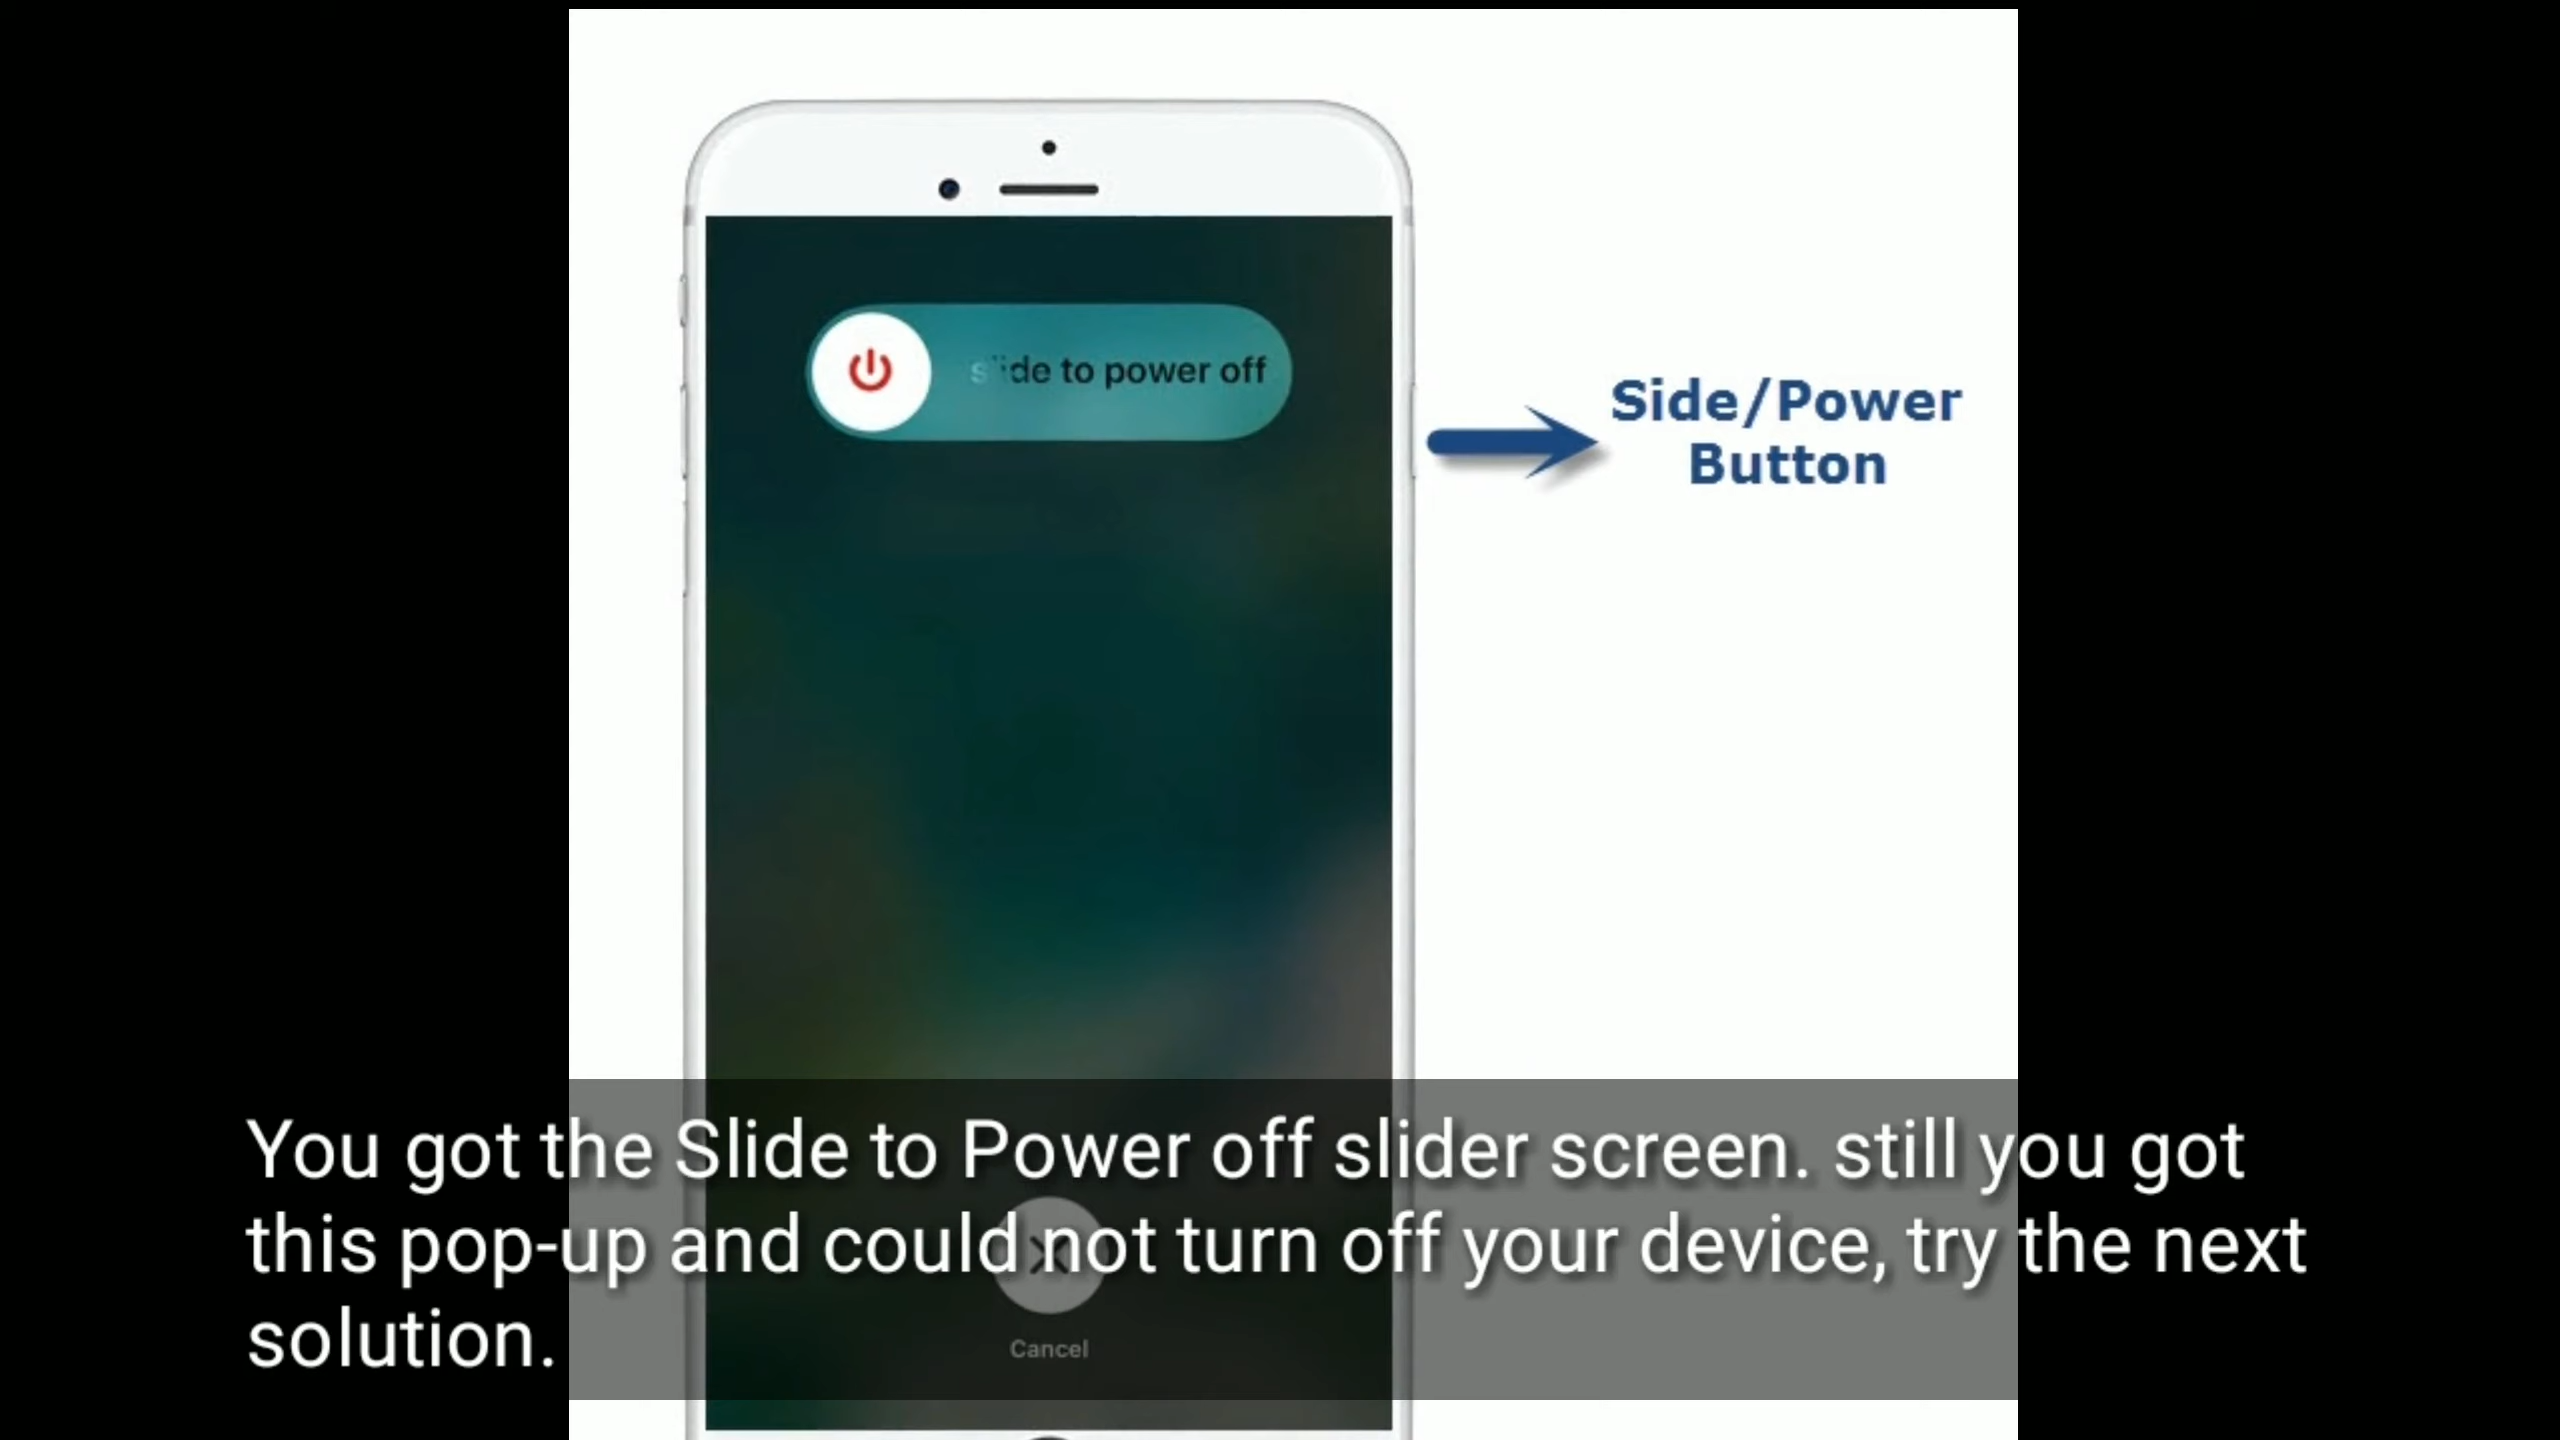 slide to power off
Side/Power
Button
You got the Slide to Power off slider screen. still you got
this pop-up and could not turn off your device, try the next
solution.
Cancel